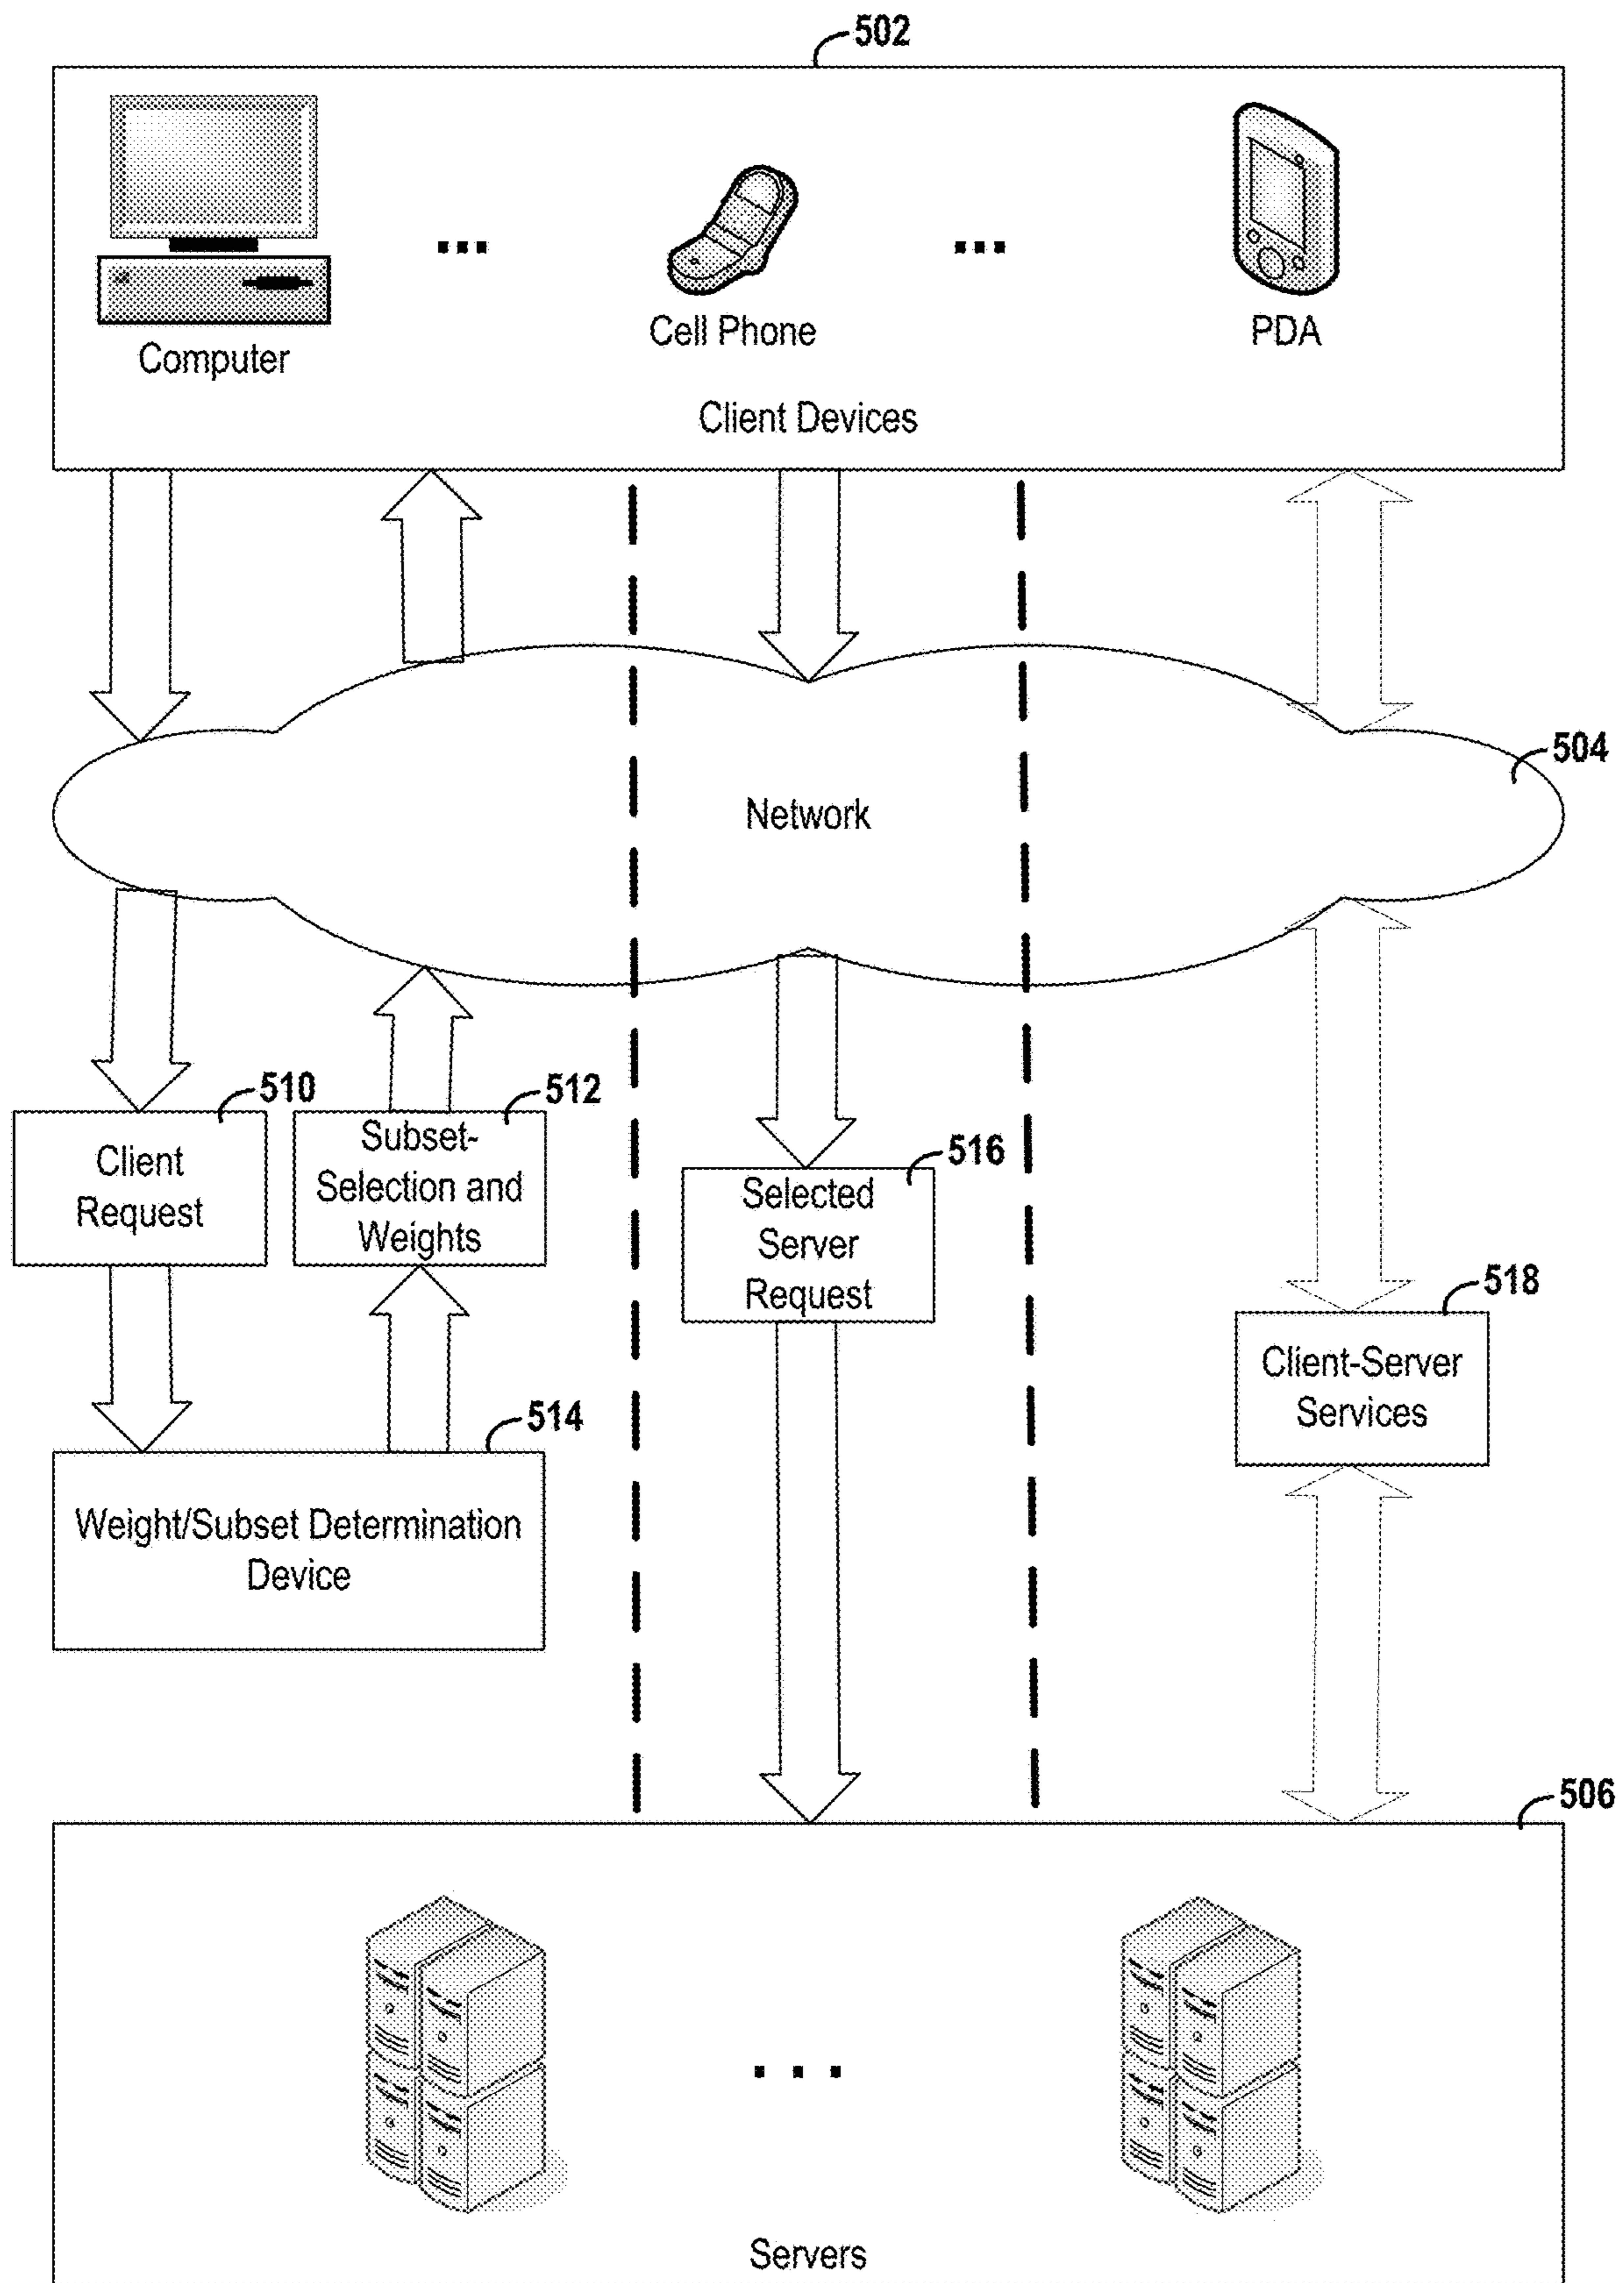 502
Computer
Cell Phone
PDA
Client Devices
504
Network
510
Client
Request
512
Subset-
Selection and
Weights
516
Selected
Server
Request
518
Client-Server
Services
514
Weight/Subset Determination
Device
506
Servers